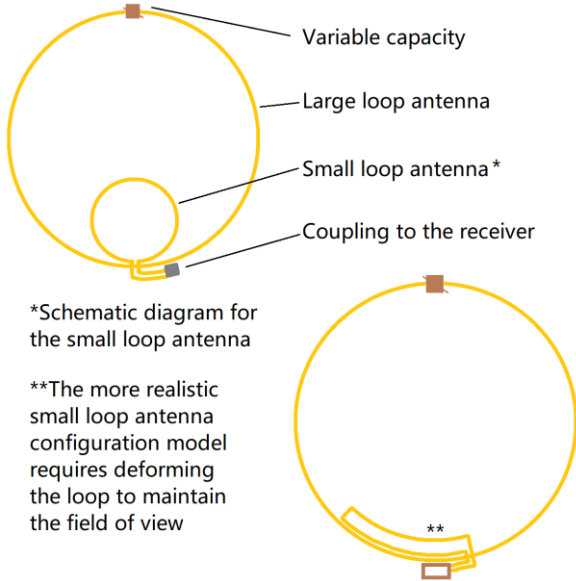 Variable capacity
Large loop antenna
Small loop antenna*
Coupling to the receiver
*Schematic diagram for
the small loop antenna
**The more realistic
small loop antenna
configuration model
requires deforming
the loop to maintain
the field of view
**